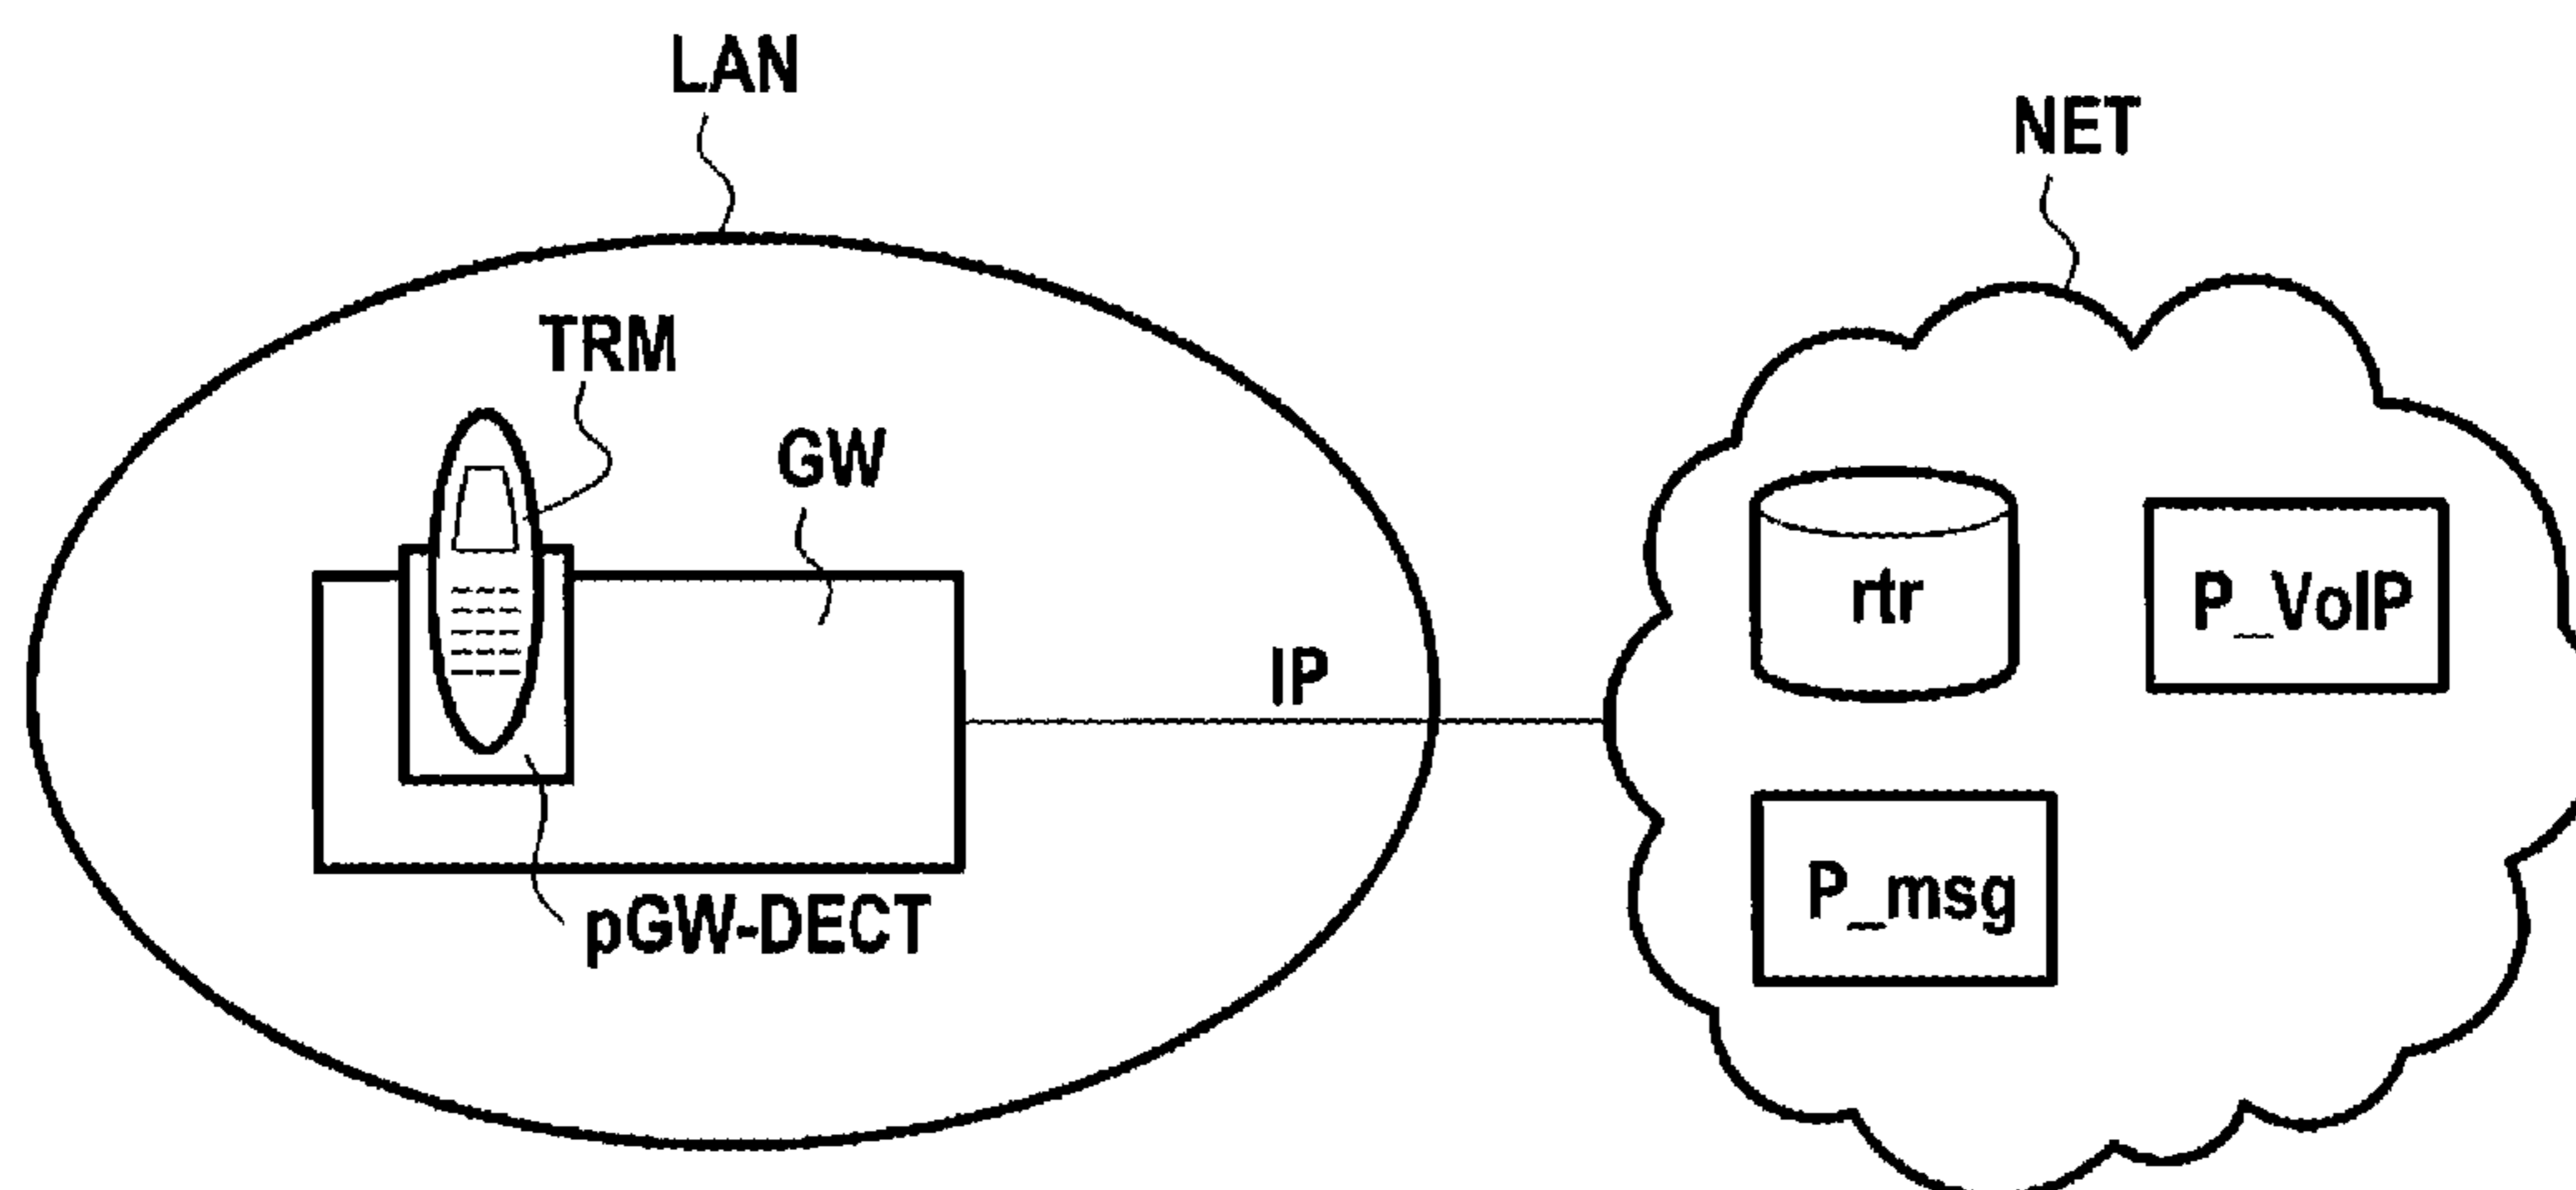 LAN
NET
TRM
GW
rtr
P_VoIP
IP
P_msg
pGW-DECT